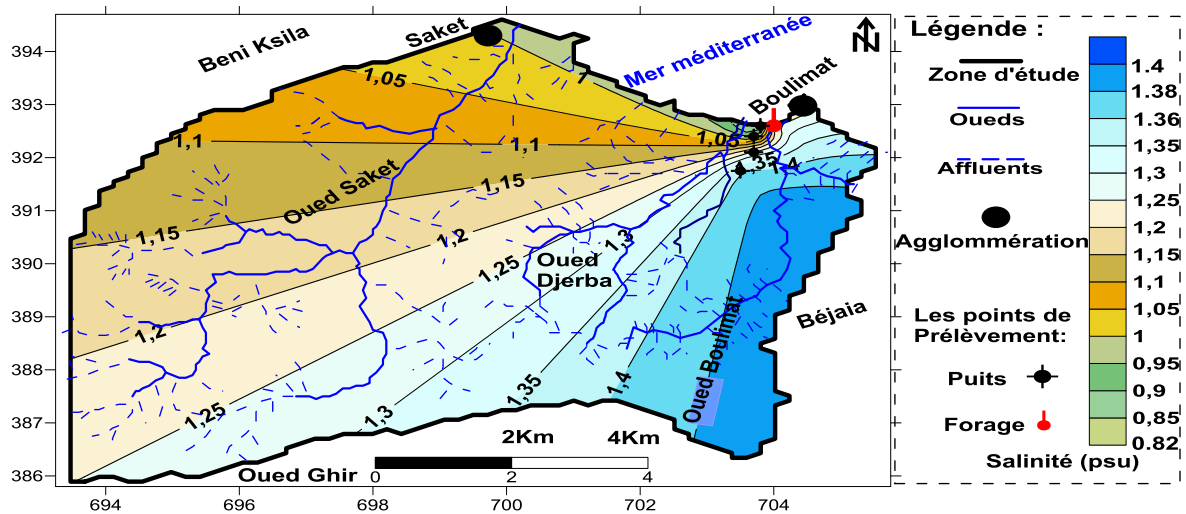 394
393
392
391
390
389
388
387
386
694
696
698
700
702
704
Beni Ksila
Saket
Mer méditerranée
Boulimat
N
1,05
1
1,05
1,1
1,1
1,35
1,4
1,15
Oued Saket
1,15
1,2
1,3
1,25
Oued
Djerba
1,2
Béjaia
Oued Boulimat
1,4
1,35
1,3
1,25
2Km
4Km
Oued Ghir
0
2
4
Légende :
Zone d'étude
Oueds
Affluents
Agglommération
Les points de
Prélèvement:
Puits
Forage
1.4
1.38
1.36
1,35
1,3
1,25
1,2
1,15
1,1
1,05
1
0,95
0,9
0,85
0.82
Salinité (psu)